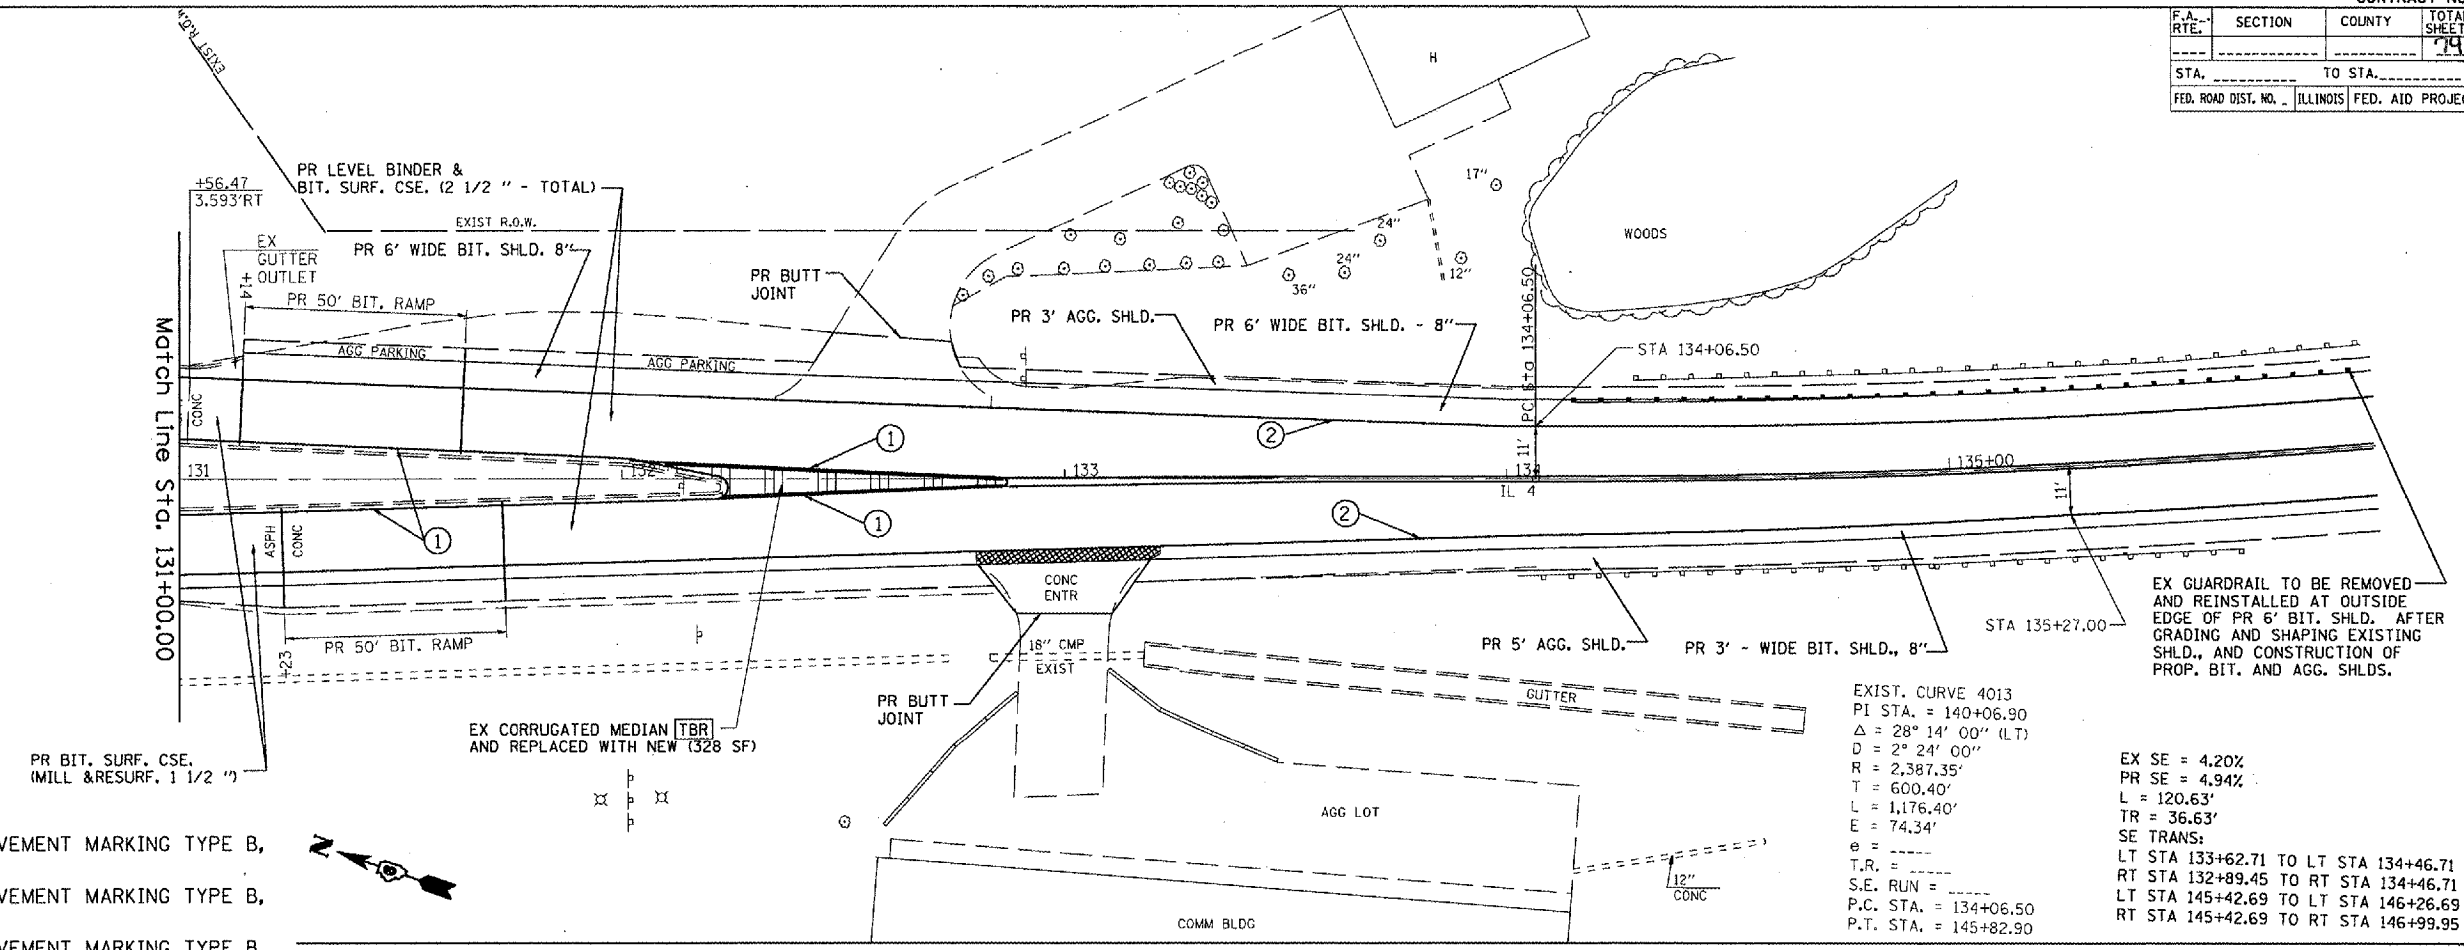 F.A. RTE.
SECTION
COUNTY
TOTAL SHEET
79
STA. __________ TO STA. __________
FED. ROAD DIST. NO. _
ILLINOIS
FED. AID PROJE
EXIST R.O.W.
H
PR LEVEL BINDER &
BIT. SURF. CSE. (2 1/2 " - TOTAL)
+56.47
3.593'RT
EXIST R.O.W.
EX
GUTTER
OUTLET
+14
PR 6' WIDE BIT. SHLD. 8"
PR 50' BIT. RAMP
PR BUTT
JOINT
17"
24"
24"
36"
12"
WOODS
PR 3' AGG. SHLD.
PR 6' WIDE BIT. SHLD. - 8"
PC Sta 134+06.50
STA 134+06.50
AGG PARKING
AGG PARKING
Match Line Sta. 131+00.00
CONC
1
2
11'
131
132
133
134
135+00
IL 4
11'
1
2
1
ASPH
CONC
CONC
ENTR
PR 50' BIT. RAMP
+23
18" CMP
EXIST
PR 5' AGG. SHLD.
PR 3' - WIDE BIT. SHLD., 8"
STA 135+27.00
EX GUARDRAIL TO BE REMOVED
AND REINSTALLED AT OUTSIDE
EDGE OF PR 6' BIT. SHLD. AFTER
GRADING AND SHAPING EXISTING
SHLD., AND CONSTRUCTION OF
PROP. BIT. AND AGG. SHLDS.
GUTTER
PR BUTT
JOINT
EX CORRUGATED MEDIAN TBR
AND REPLACED WITH NEW (328 SF)
PR BIT. SURF. CSE.
(MILL &RESURF. 1 1/2 ")
EXIST. CURVE 4013
PI STA. = 140+06.90
Δ = 28° 14' 00" (LT)
D = 2° 24' 00"
R = 2,387.35'
T = 600.40'
L = 1,176.40'
E = 74.34'
e = _____
T.R. = _____
S.E. RUN = _____
P.C. STA. = 134+06.50
P.T. STA. = 145+82.90
EX SE = 4.20%
PR SE = 4.94%
L = 120.63'
TR = 36.63'
SE TRANS:
LT STA 133+62.71 TO LT STA 134+46.71
RT STA 132+89.45 TO RT STA 134+46.71
LT STA 145+42.69 TO LT STA 146+26.69
RT STA 145+42.69 TO RT STA 146+99.95
AGG LOT
12"
CONC
COMM BLDG
N
VEMENT MARKING TYPE B,
VEMENT MARKING TYPE B,
VEMENT MARKING TYPE B